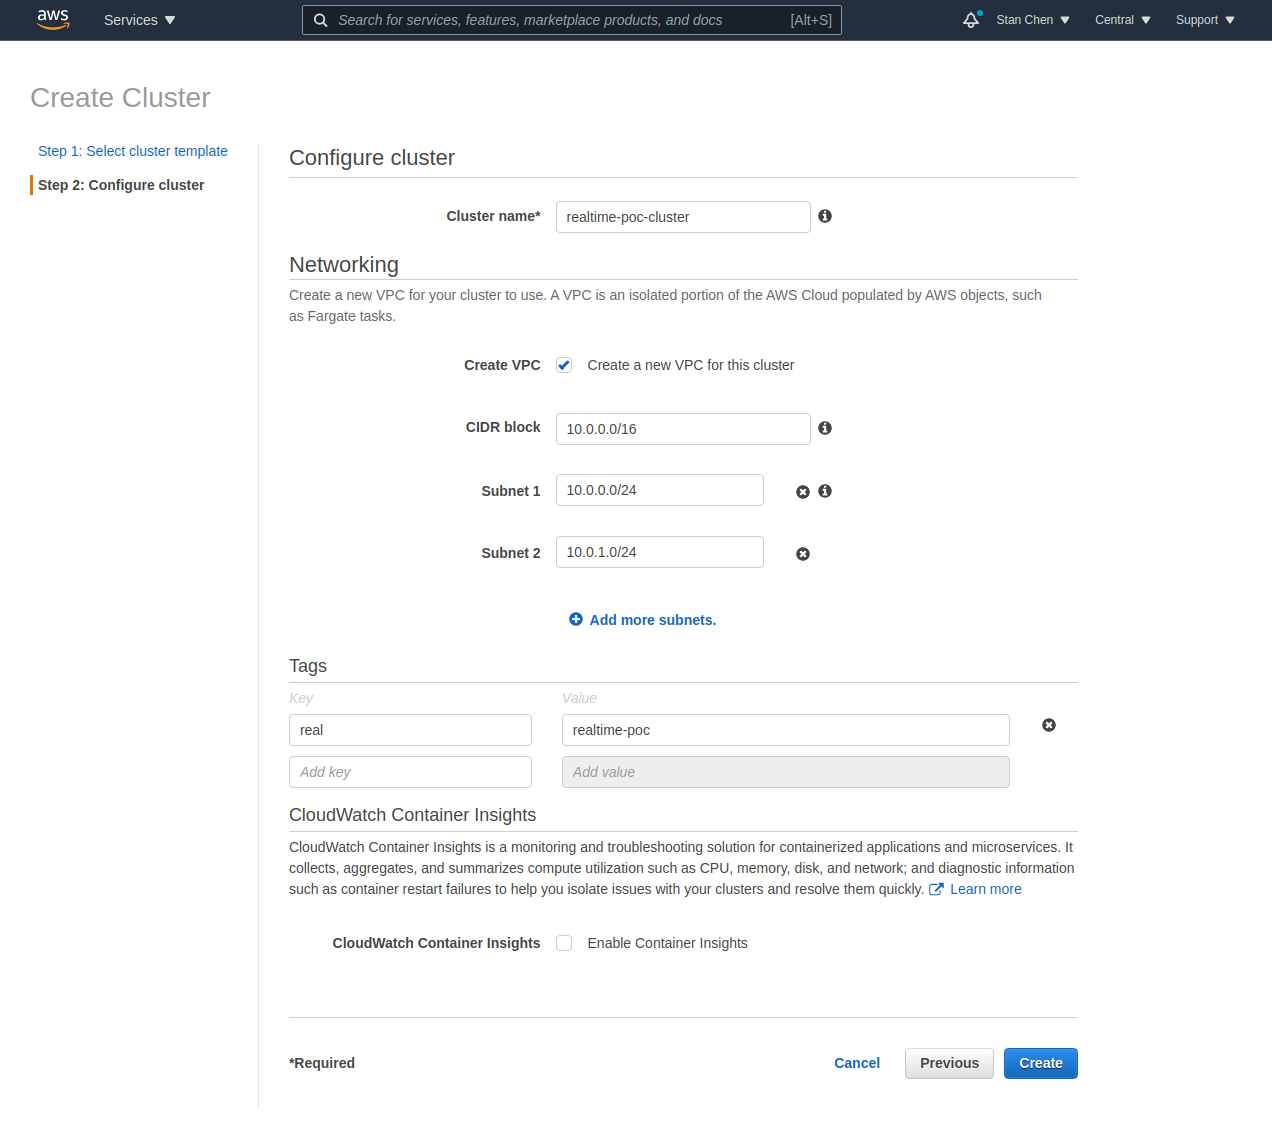 aws Services Search for services, features, marketplace products, and docs [Alt+S] Stan Chen Central Support
Create Cluster
Step 1: Select cluster template
Step 2: Configure cluster
Configure cluster
Cluster name* realtime-poc-cluster
Networking
Create a new VPC for your cluster to use. A VPC is an isolated portion of the AWS Cloud populated by AWS objects, such
as Fargate tasks.
Create VPC Create a new VPC for this cluster
CIDR block 10.0.0.0/16
Subnet 1 10.0.0.0/24
Subnet 2 10.0.1.0/24
Add more subnets.
Tags
Key Value
real realtime-poc
Add key Add value
CloudWatch Container Insights
CloudWatch Container Insights is a monitoring and troubleshooting solution for containerized applications and microservices. It
collects, aggregates, and summarizes compute utilization such as CPU, memory, disk, and network; and diagnostic information
such as container restart failures to help you isolate issues with your clusters and resolve them quickly. Learn more
CloudWatch Container Insights Enable Container Insights
*Required Cancel Previous Create